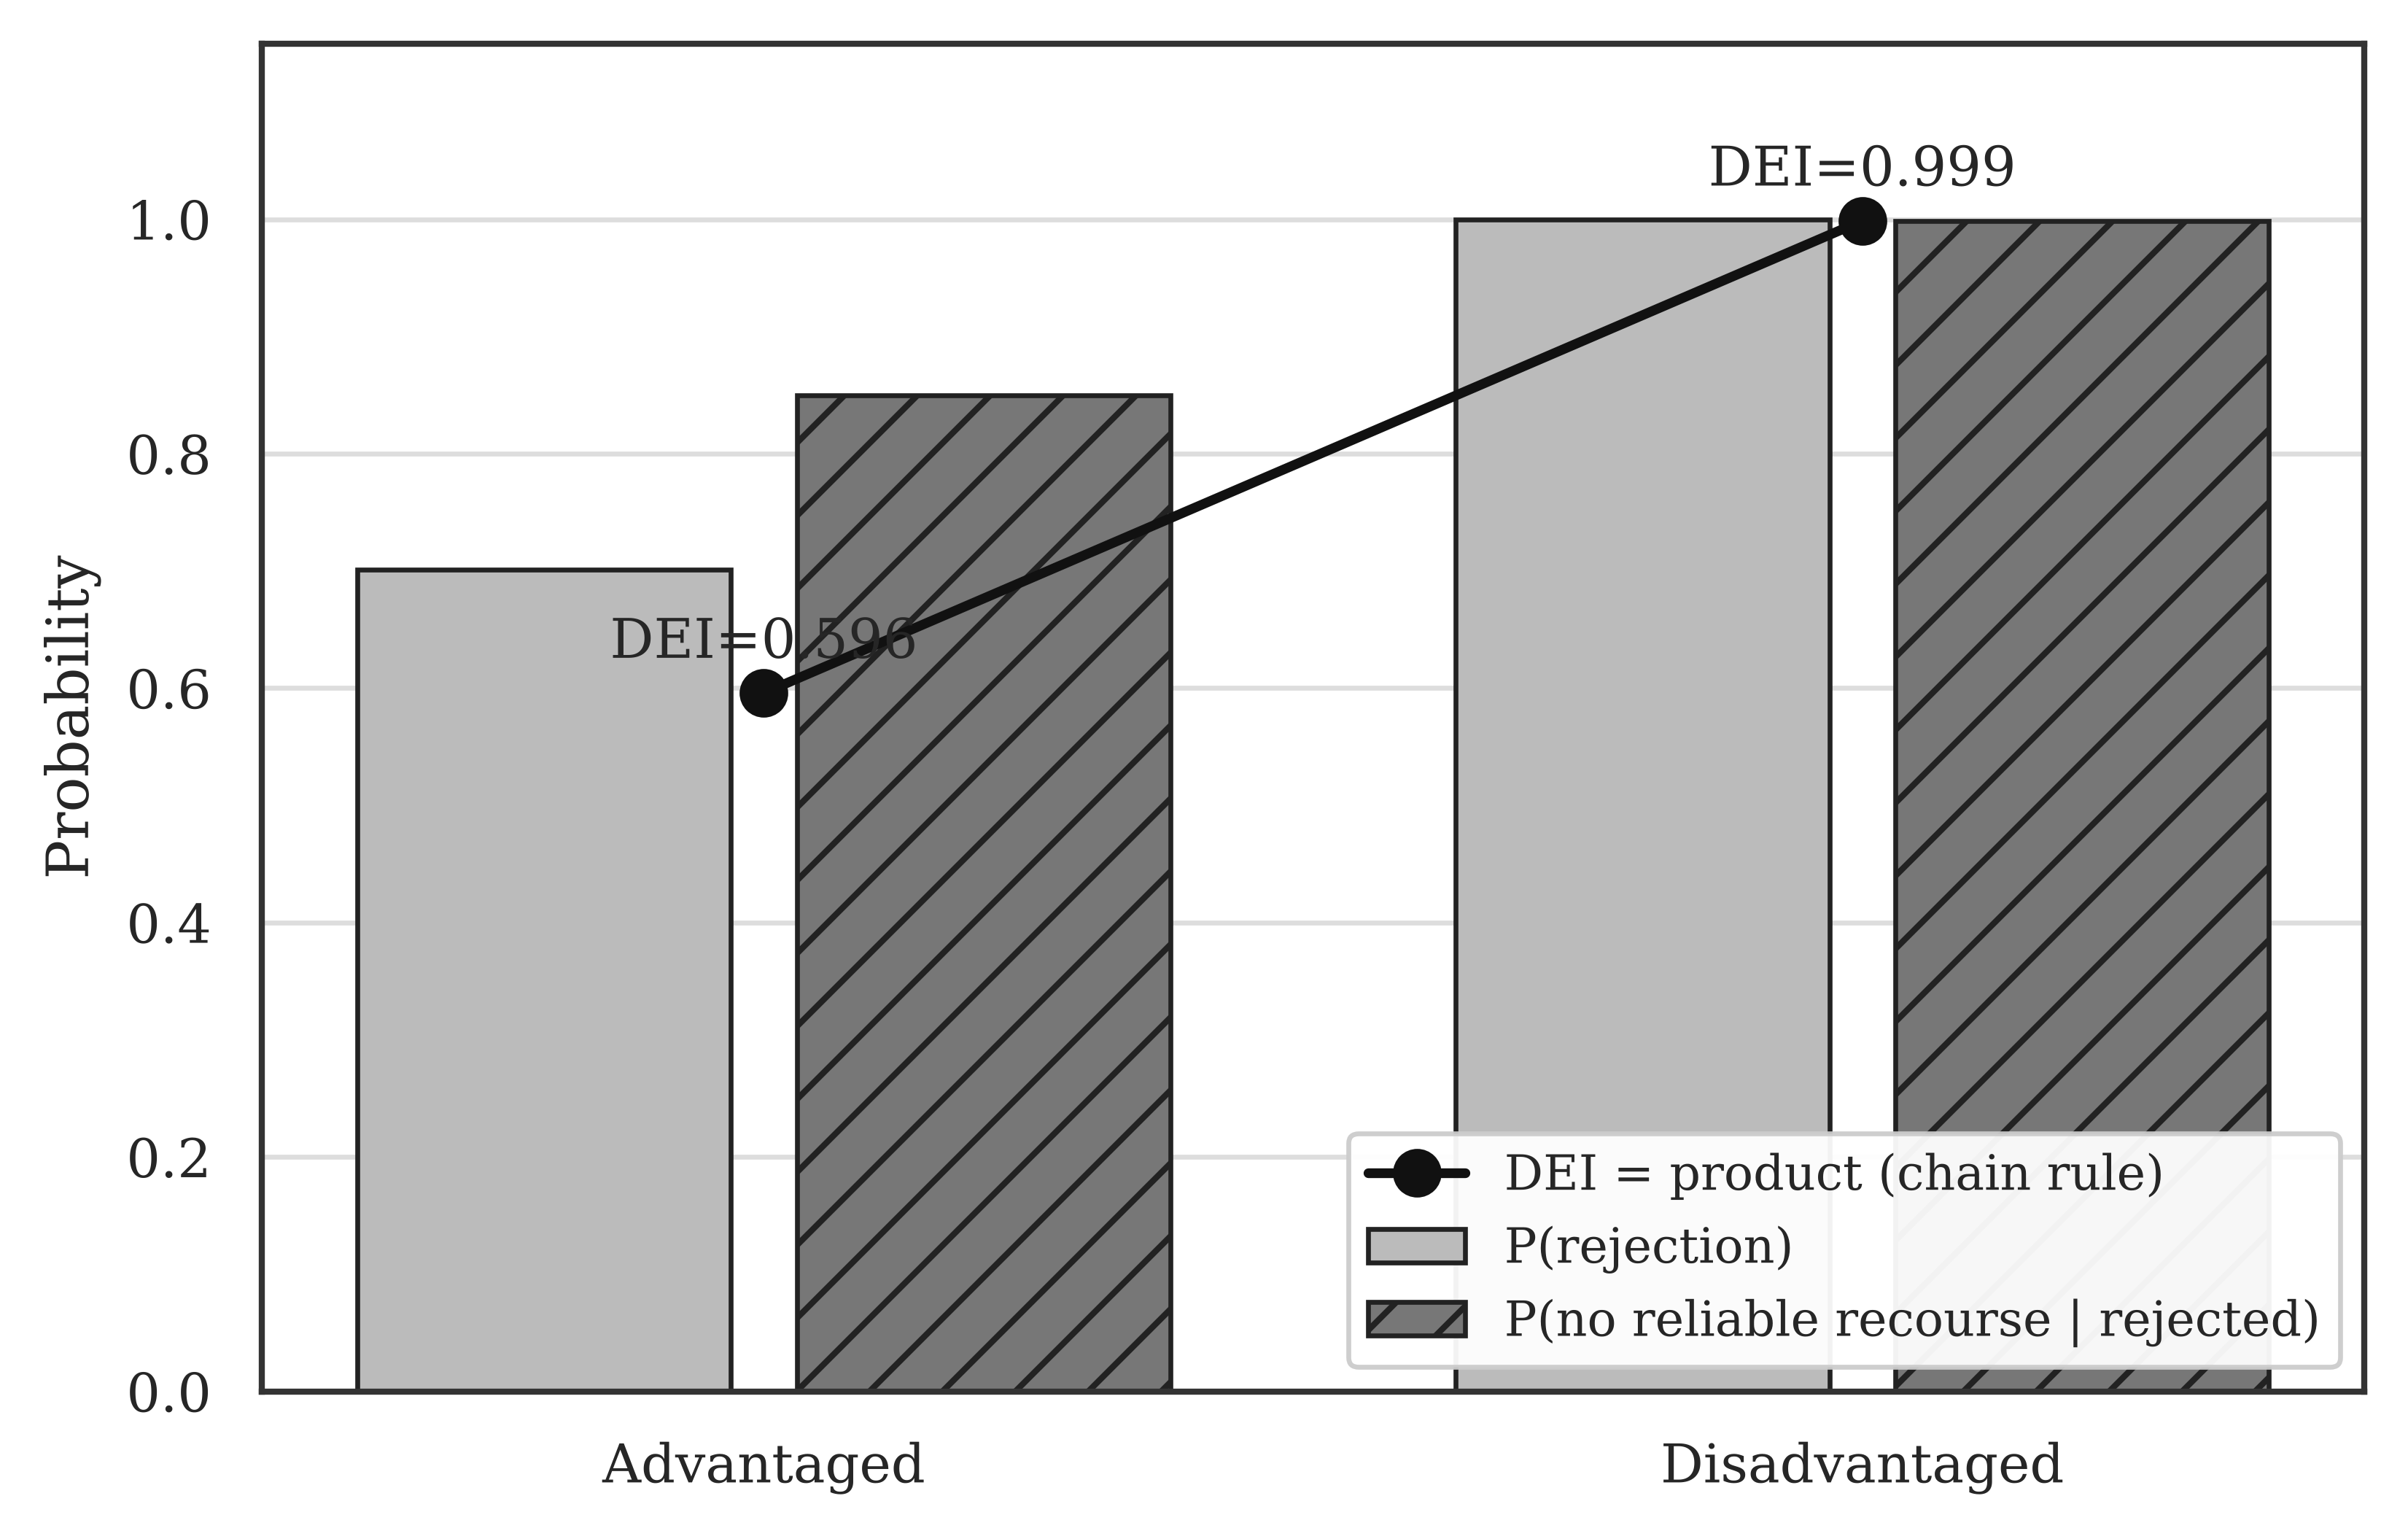 DEI=0.999
1.0
0.8
DEI=0.596
0.6
0.4
0.2
0.0
Probability
DEI = product (chain rule)
P(rejection)
P(no reliable recourse | rejected)
Advantaged
Disadvantaged